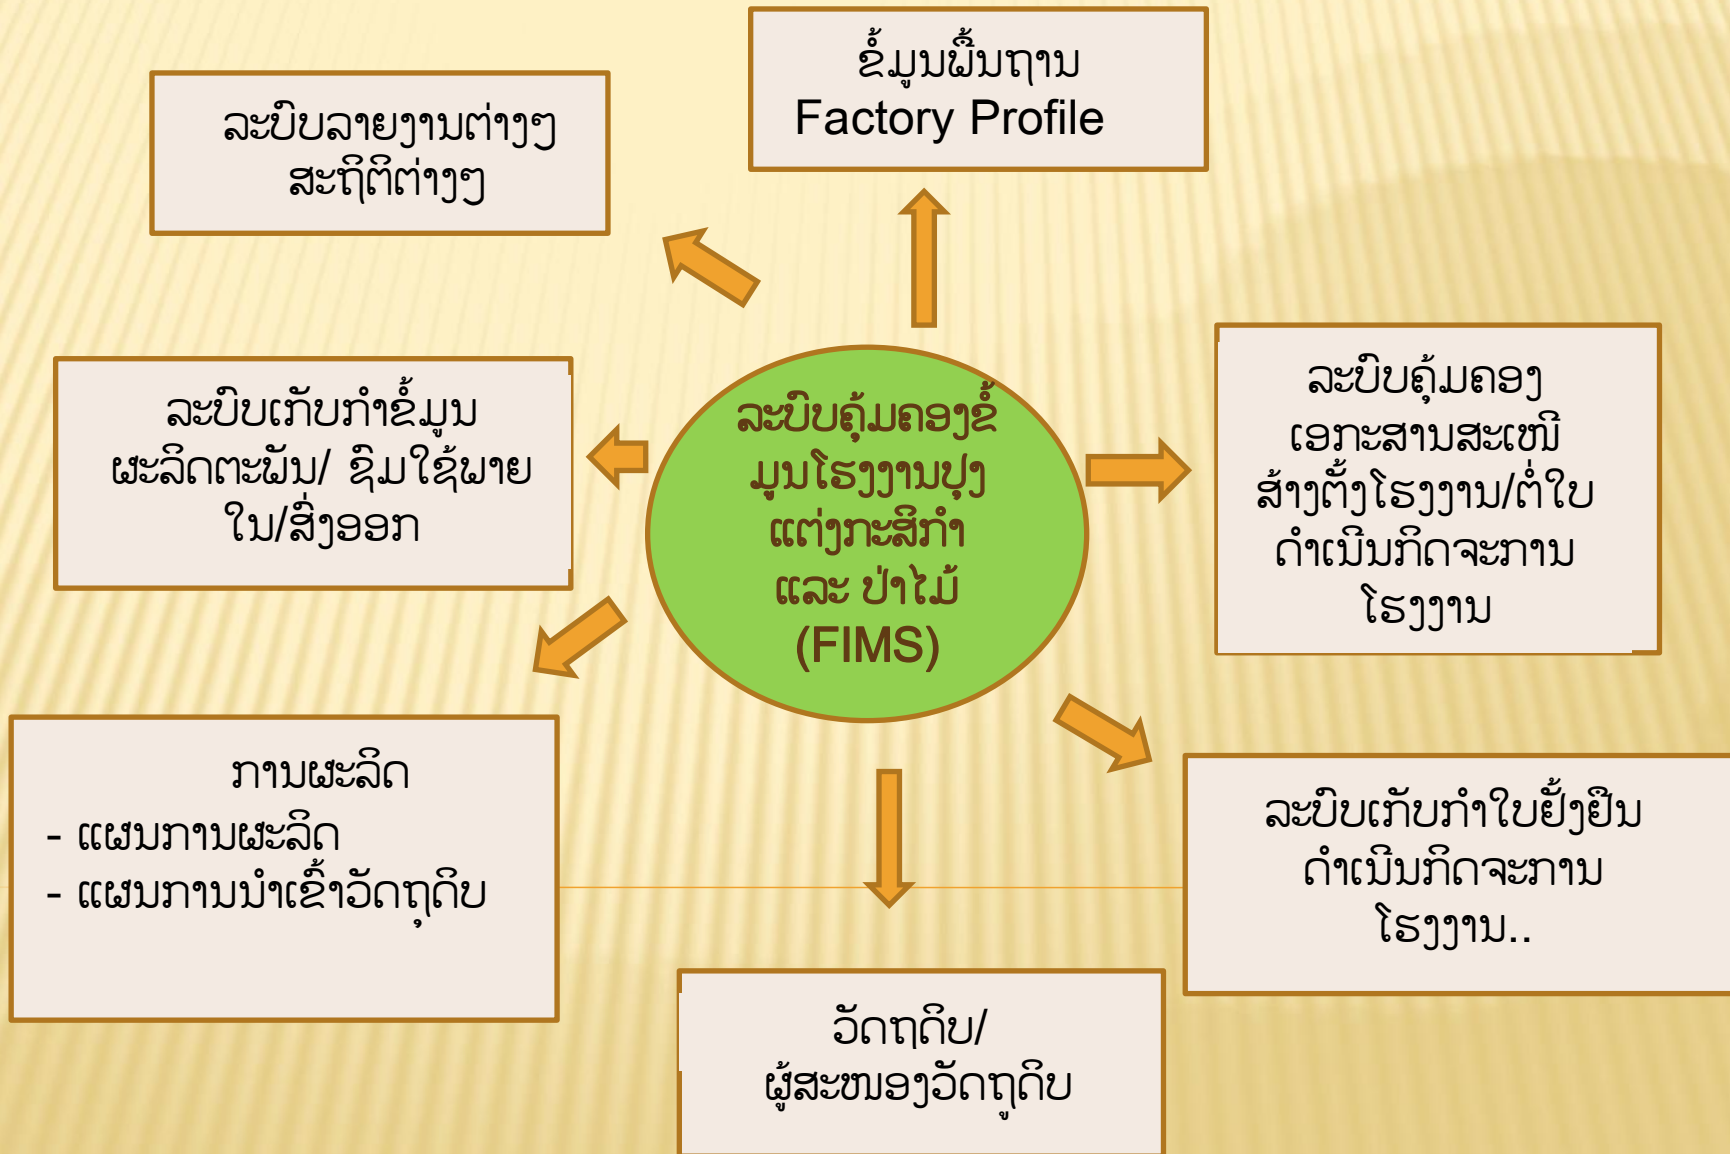 ຂໍ້ມູນພື້ນຖານ
Factory Profile
ລະບົບລາຍງານຕ່າງໆ
ສະຖິຕິຕ່າງໆ
ລະບົບເກັບກຳຂໍ້ມູນ
ຜະລິດຕະພັນ/ ຊົມໃຊ້ພາຍ
ໃນ/ສົ່ງອອກ
ລະບົບຄຸ້ມຄອງຂໍ້
ມູນໂຮງງານປຸງ
ແຕ່ງກະສິກຳ
ແລະ ປ່າໄມ້
(FIMS)
ລະບົບຄຸ້ມຄອງ
ເອກະສານສະເໜີ
ສ້າງຕັ້ງໂຮງງານ/ຕໍ່ໃບ
ດຳເນີນກິດຈະການ
ໂຮງງານ
ການຜະລິດ
- ແຜນການຜະລິດ
- ແຜນການນຳເຂົ້າວັດຖຸດິບ
ລະບົບເກັບກຳໃບຢັ້ງຢືນ
ດຳເນີນກິດຈະການ
ໂຮງງານ..
ວັດຖດິບ/
ຜູ້ສະໜອງວັດຖູດິບ